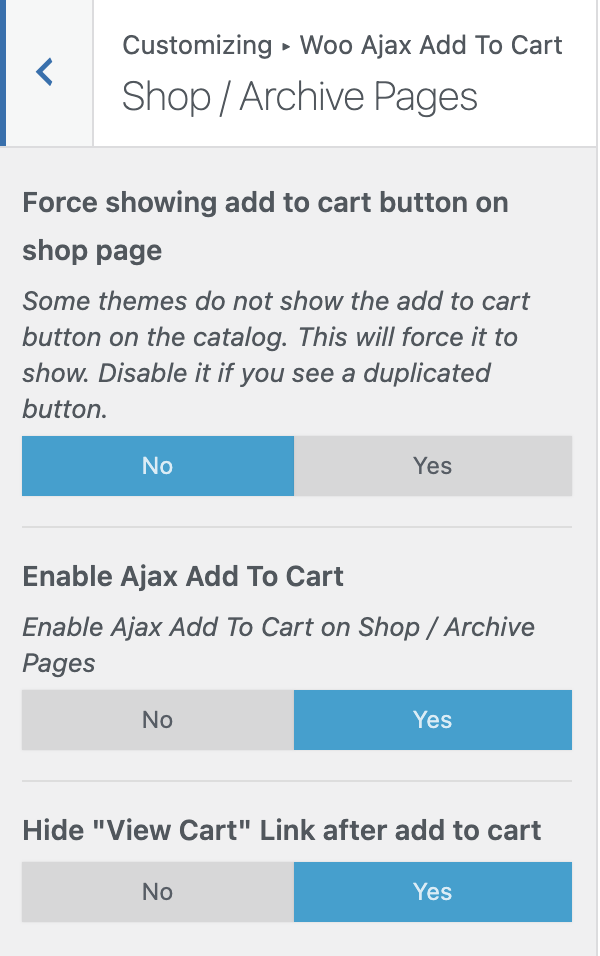 Customizing ▸ Woo Ajax Add To Cart
Shop / Archive Pages
Force showing add to cart button on
shop page
Some themes do not show the add to cart
button on the catalog. This will force it to
show. Disable it if you see a duplicated
button.
No Yes
Enable Ajax Add To Cart
Enable Ajax Add To Cart on Shop / Archive
Pages
No Yes
Hide "View Cart" Link after add to cart
No Yes